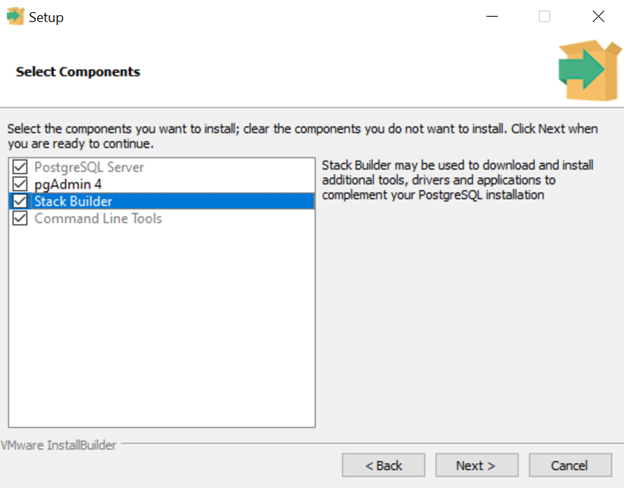 Setup
Select Components
Select the components you want to install; clear the components you do not want to install. Click Next when
you are ready to continue.
PostgreSQL Server
pgAdmin 4
Stack Builder
Command Line Tools
Stack Builder may be used to download and install
additional tools, drivers and applications to
complement your PostgreSQL installation
VMware InstallBuilder
< Back
Next >
Cancel